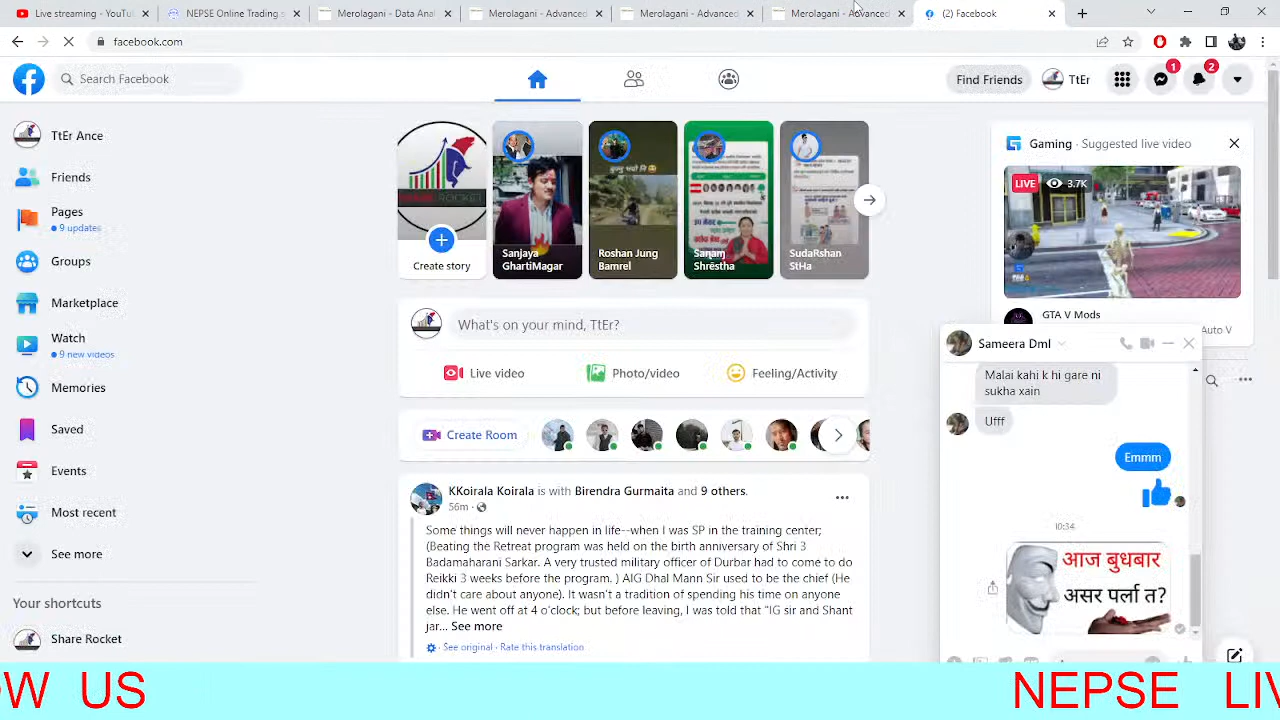 Live streaming - YouTu
NEPSE Online Trading s
Merolagani - Data Anal
Merolagani - Advanced
Merolagani - Advanced
Merolagani - Advanced
(2) Facebook
facebook.com
Search Facebook
Find Friends
TtEr
1
2
TtEr Ance
Friends
Pages
updates
Groups
Marketplace
Watch
9 new videos
Memories
Saved
Events
Most recent
See more
Your shortcuts
Share Rocket
Create story
Sanjaya
GhartiMagar
Roshan Jung
Bamrel
Sanam
Shrestha
SudaRshan
StHa
What's on your mind, TtEr?
Live video
Photo/video
Feeling/Activity
Create Room
KKoirala Koirala is with Birendra Gurmaita and 9 others.
56m
Some things will never happen in life--when I was SP in the training center;
(Beating the Retreat program was held on the birth anniversary of Shri 3
Maharani Sarkar. A very trusted military officer of Durbar had to come to do
Reikki 3 weeks before the program. ) AIG Dhal Mann Sir used to be the chief (He
didn't care about anyone). It wasn't a tradition of spending his time on anyone
else. He went off at 4 o'clock; but before leaving, I was told that "IG sir and Shant
Jar... See more
See original · Rate this translation
Gaming · Suggested live video
LIVE
3.7K
GTA V Mods
Auto V
Sameera Dml
Malai kahi k hi gare ni
sukha xain
Ufff
Emmm
10:34
आज बुधबार
असर पर्ला त?
OW US
NEPSE LIV